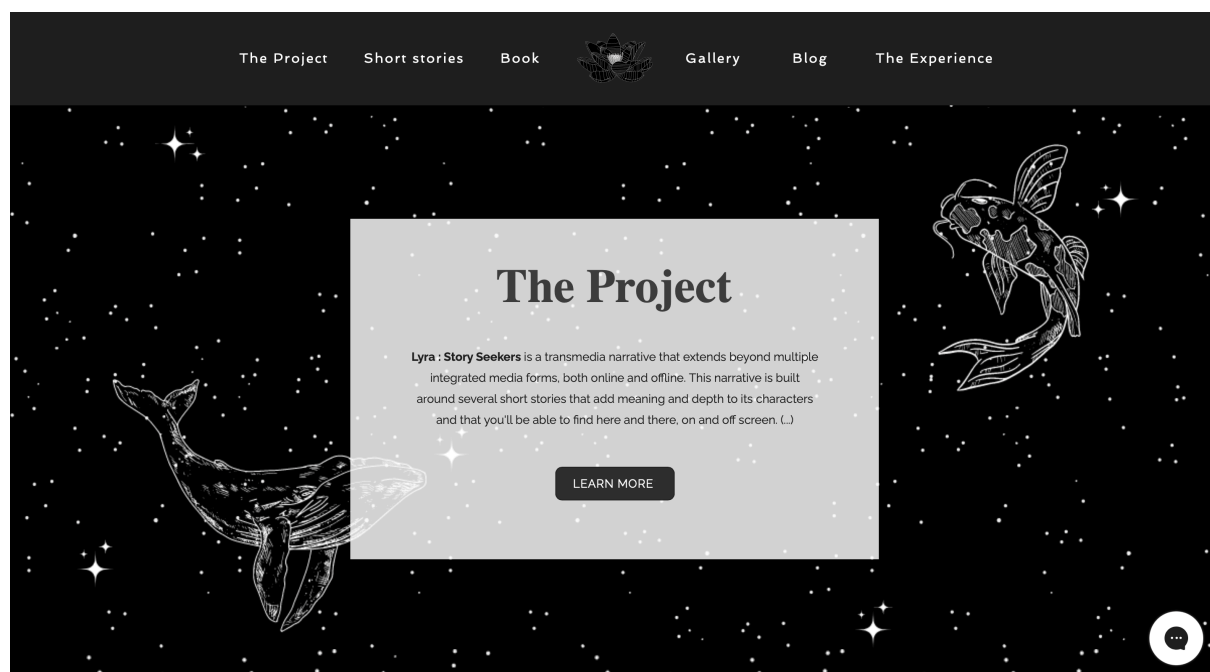 The Project
Short stories
Book
Gallery
Blog
The Experience
The Project
Lyra : Story Seekers is a transmedia narrative that extends beyond multiple
integrated media forms, both online and offline. This narrative is built
around several short stories that add meaning and depth to its characters
and that you'll be able to find here and there, on and off screen. (...)
LEARN MORE